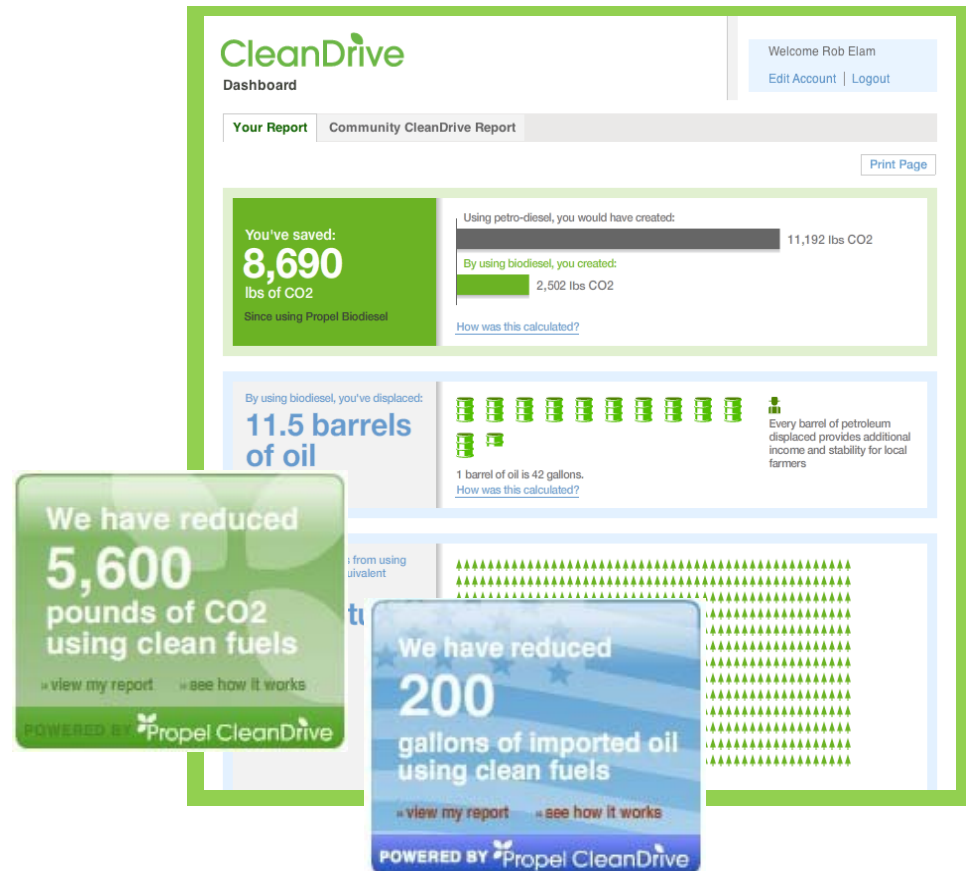 CleanDrive
Dashboard
Welcome Rob Elam
Edit Account | Logout
Your Report
Community CleanDrive Report
Print Page
You've saved:
8,690
lbs of CO2
Since using Propel Biodiesel
Using petro-diesel, you would have created:
11,192 lbs CO2
By using biodiesel, you created:
2,502 lbs CO2
How was this calculated?
By using biodiesel, you've displaced:
11.5 barrels
of oil
1 barrel of oil is 42 gallons.
How was this calculated?
Every barrel of petroleum
displaced provides additional
income and stability for local
farmers
from using
We have reduced
5,600
pounds of CO2
using clean fuels
» view my report » see how it works
POWERED BY Propel CleanDrive
We have reduced
200
gallons of imported oil
using clean fuels
» view my report » see how it works
POWERED BY Propel CleanDrive